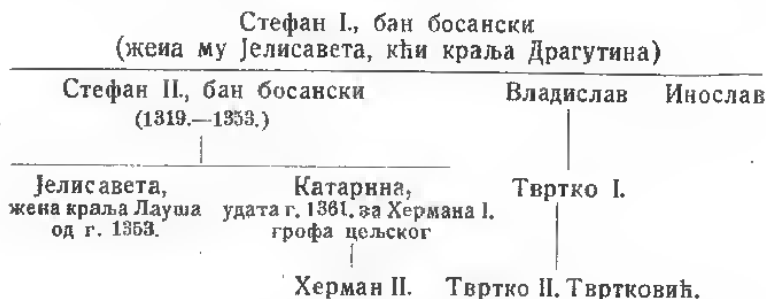 Стефан I., бан босански
(жена му Јелисавета, кћи краља Драгутина)
Стефан II., бан босански Владислав Инослав
(1319.—1353.)
Јелисавета, Катарина, Твртко I.
жена краља Лауша удата г. 1361. за Хермана I.
од г. 1353. грофа цељског
Херман II. Твртко II. Твртковић.